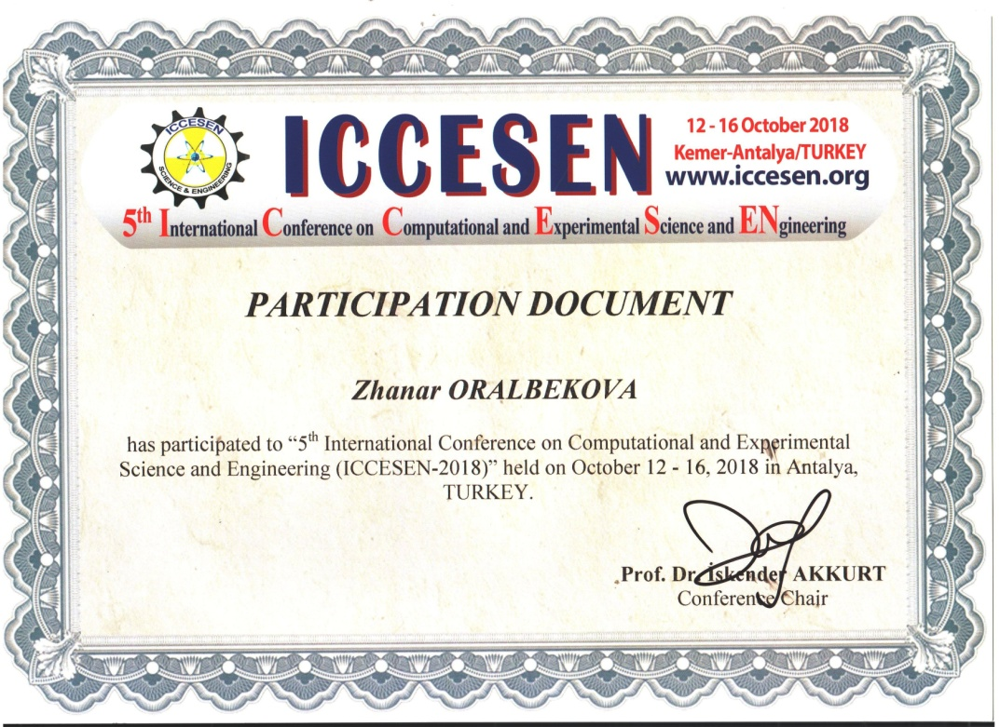 ICCESEN
SCIENCE & ENGINEERING
ICCESEN
12 - 16 October 2018
Kemer-Antalya/TURKEY
www.iccesen.org
5th International Conference on Computational and Experimental Science and ENgineering
PARTICIPATION DOCUMENT
Zhanar ORALBEKOVA
has participated to “5th International Conference on Computational and Experimental
Science and Engineering (ICCESEN-2018)” held on October 12 - 16, 2018 in Antalya,
TURKEY.
Prof. Dr. İskender AKKURT
Conference Chair